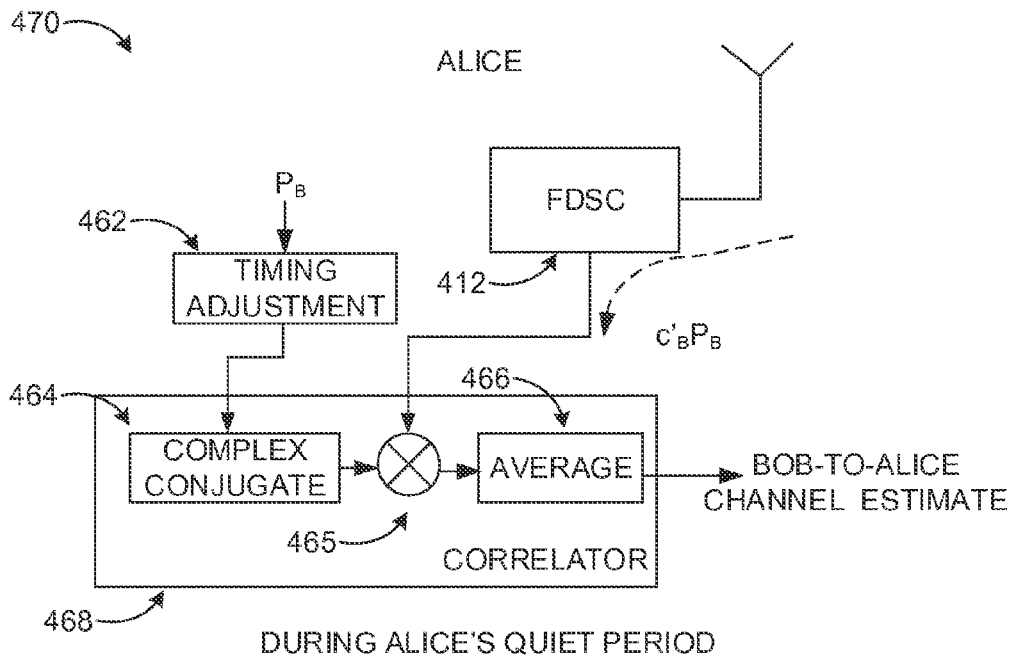 470
ALICE
P_B
462
FDSC
TIMING
ADJUSTMENT
412
c'_BP_B
464
466
COMPLEX
CONJUGATE
AVERAGE
BOB-TO-ALICE
CHANNEL ESTIMATE
465
CORRELATOR
468
DURING ALICE'S QUIET PERIOD